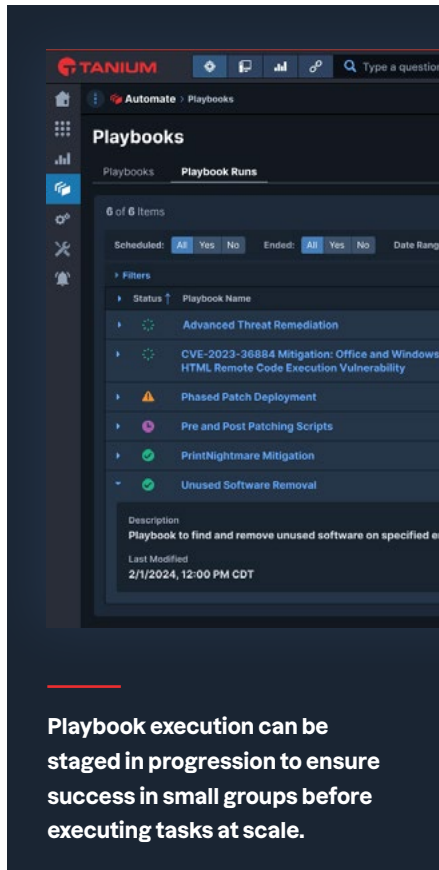 TANIUM
Type a question
Automate > Playbooks
Playbooks
Playbooks Playbook Runs
6 of 6 Items
Scheduled: All Yes No Ended: All Yes No Date Rang
Filters
Status ↑ Playbook Name
Advanced Threat Remediation
CVE-2023-36884 Mitigation: Office and Windows
HTML Remote Code Execution Vulnerability
Phased Patch Deployment
Pre and Post Patching Scripts
PrintNightmare Mitigation
Unused Software Removal
Description
Playbook to find and remove unused software on specified e
Last Modified
2/1/2024, 12:00 PM CDT
Playbook execution can be
staged in progression to ensure
success in small groups before
executing tasks at scale.